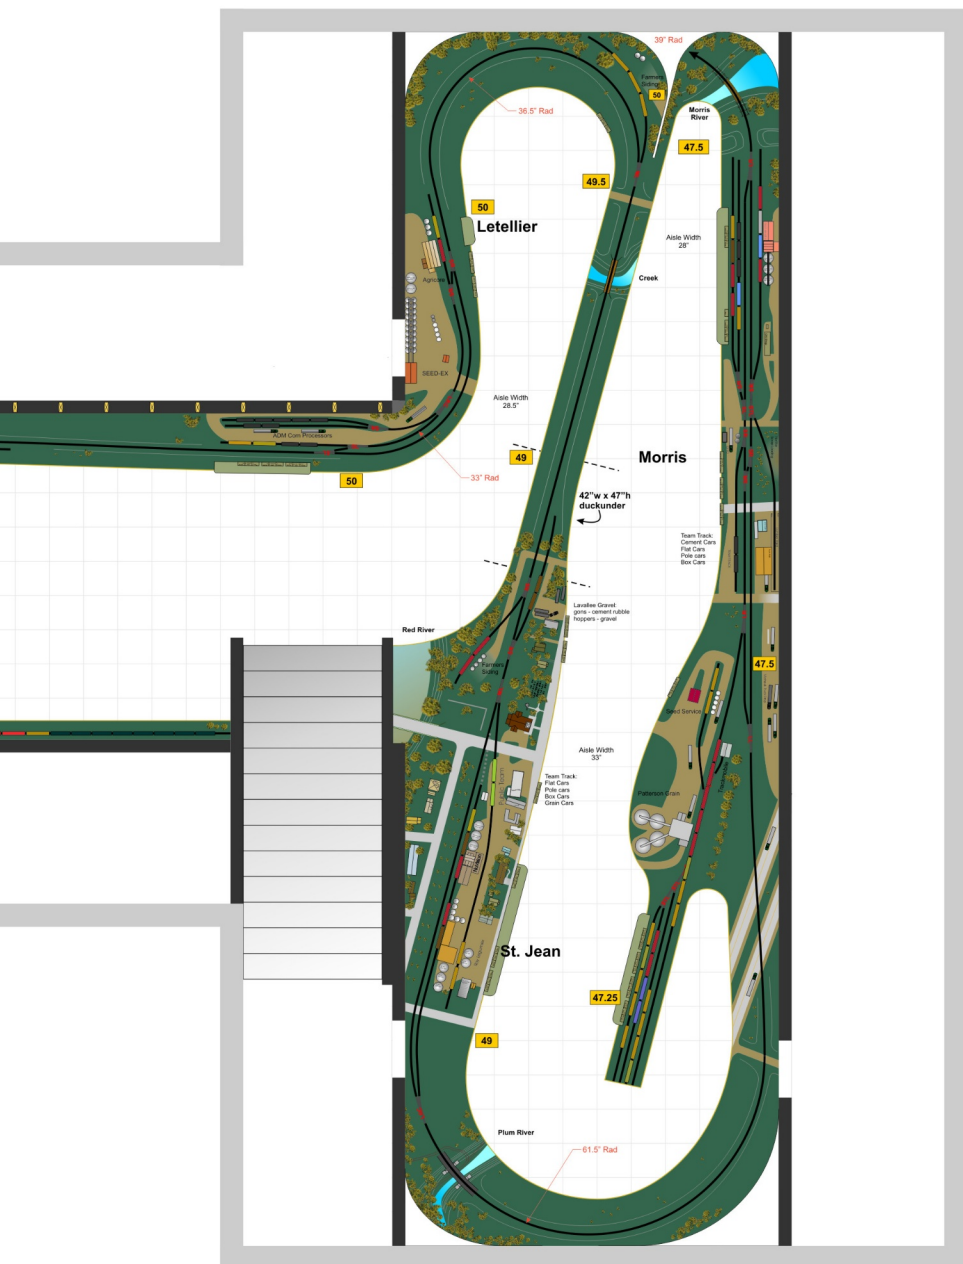 39" Rad
Farmers
Siding
50
36.5" Rad
Morris
River
47.5
49.5
50
Letellier
Aisle Width
28"
Creek
Agricore
SEED-EX
Aisle Width
28.5"
ADM Corn Processors
49
Morris
33" Rad
50
42"w x 47"h
duckunder
Team Track:
Cement Cars
Flat Cars
Pole cars
Box Cars
Lavallee Gravel:
gons - cement rubble
hoppers - gravel
Red River
Farmers
Siding
47.5
Seed Service
Aisle Width
33"
Team Track:
Flat Cars
Pole cars
Box Cars
Grain Cars
Patterson Grain
St. Jean
47.25
49
Plum River
61.5" Rad